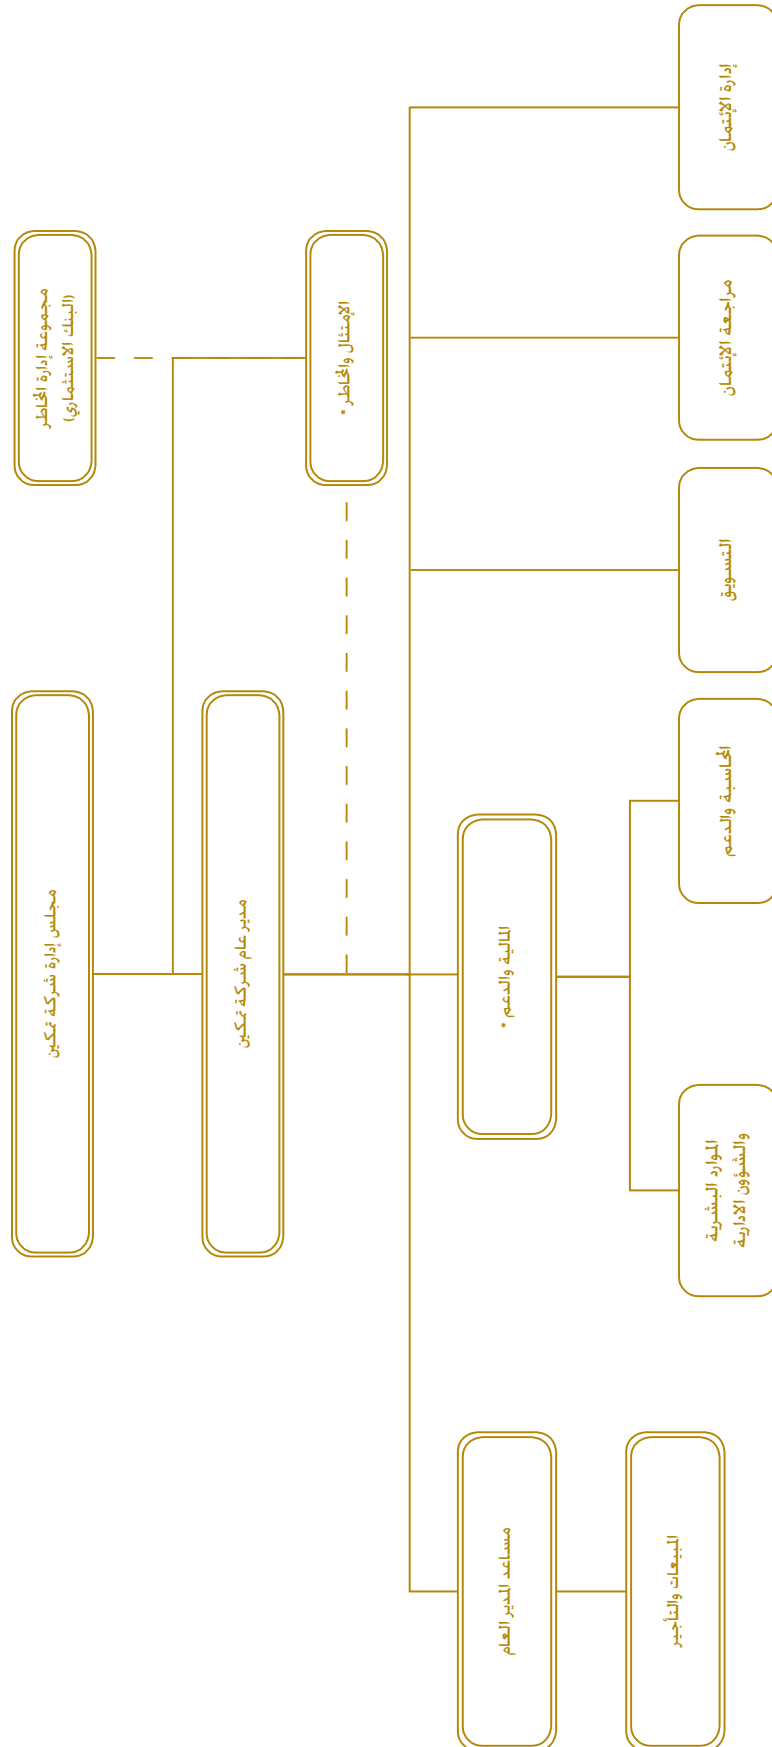 مجلس إدارة شركة تمكين
مجموعة إدارة المخاطر
(البنك الاستثماري)
مدير عام شركة تمكين
الإمتثال والمخاطر *
مساعد المدير العام
المالية والدعم *
المبيعات والتأجير
الموارد البشرية
والشؤون الادارية
المحاسبة والدعم
التسويق
مراجعة الإئتمان
إدارة الإئتمان